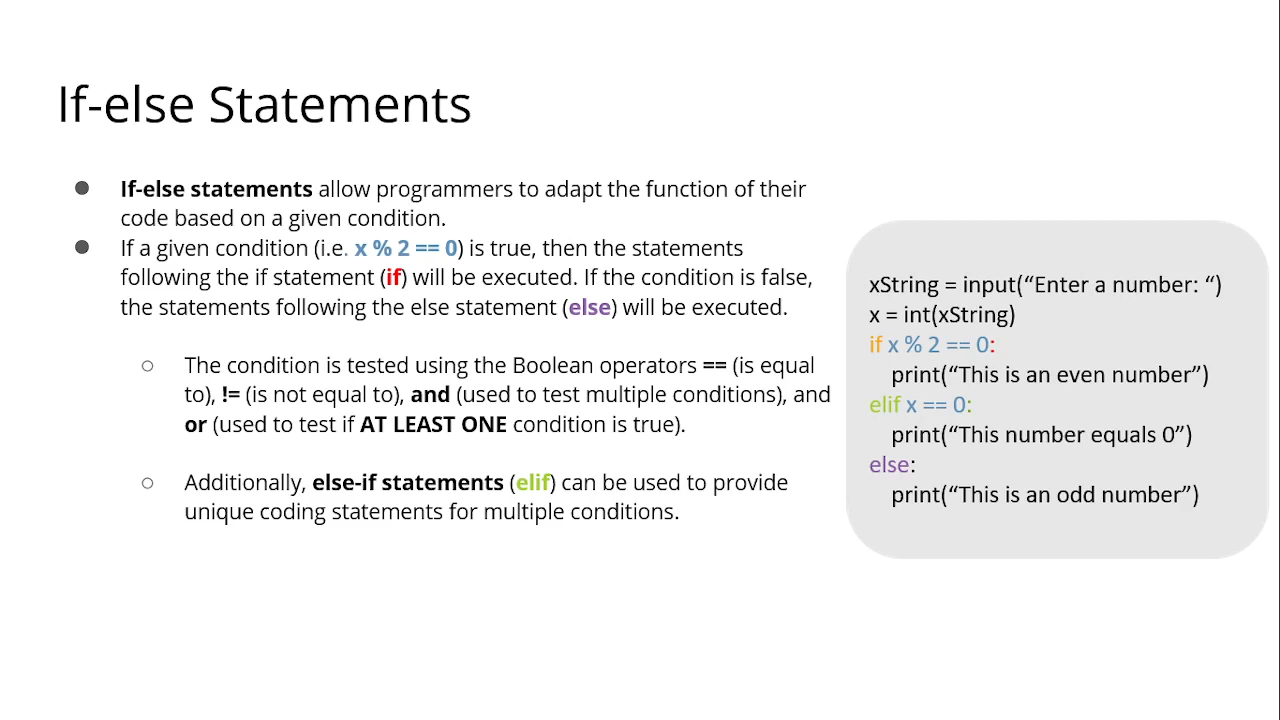 If-else Statements
● If-else statements allow programmers to adapt the function of their
code based on a given condition.
● If a given condition (i.e. x % 2 == 0) is true, then the statements
following the if statement (if) will be executed. If the condition is false,
the statements following the else statement (else) will be executed.
○ The condition is tested using the Boolean operators == (is equal
to), != (is not equal to), and (used to test multiple conditions), and
or (used to test if AT LEAST ONE condition is true).
○ Additionally, else-if statements (elif) can be used to provide
unique coding statements for multiple conditions.
xString = input(“Enter a number: “)
x = int(xString)
if x % 2 == 0:
print(“This is an even number”)
elif x == 0:
print(“This number equals 0”)
else:
print(“This is an odd number”)